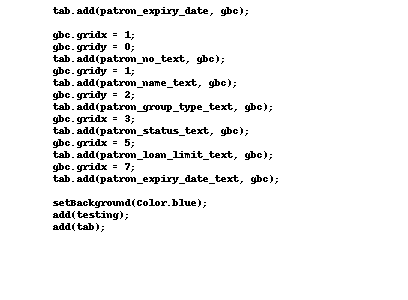 tab.add(patron_expiry_date, gbc);
gbc.gridx = 1;
gbc.gridy = 0;
tab.add(patron_no_text, gbc);
gbc.gridy = 1;
tab.add(patron_name_text, gbc);
gbc.gridy = 2;
tab.add(patron_group_type_text, gbc);
gbc.gridx = 3;
tab.add(patron_status_text, gbc);
gbc.gridx = 5;
tab.add(patron_loan_limit_text, gbc);
gbc.gridx = 7;
tab.add(patron_expiry_date_text, gbc);
setBackground(Color.blue);
add(testing);
add(tab);